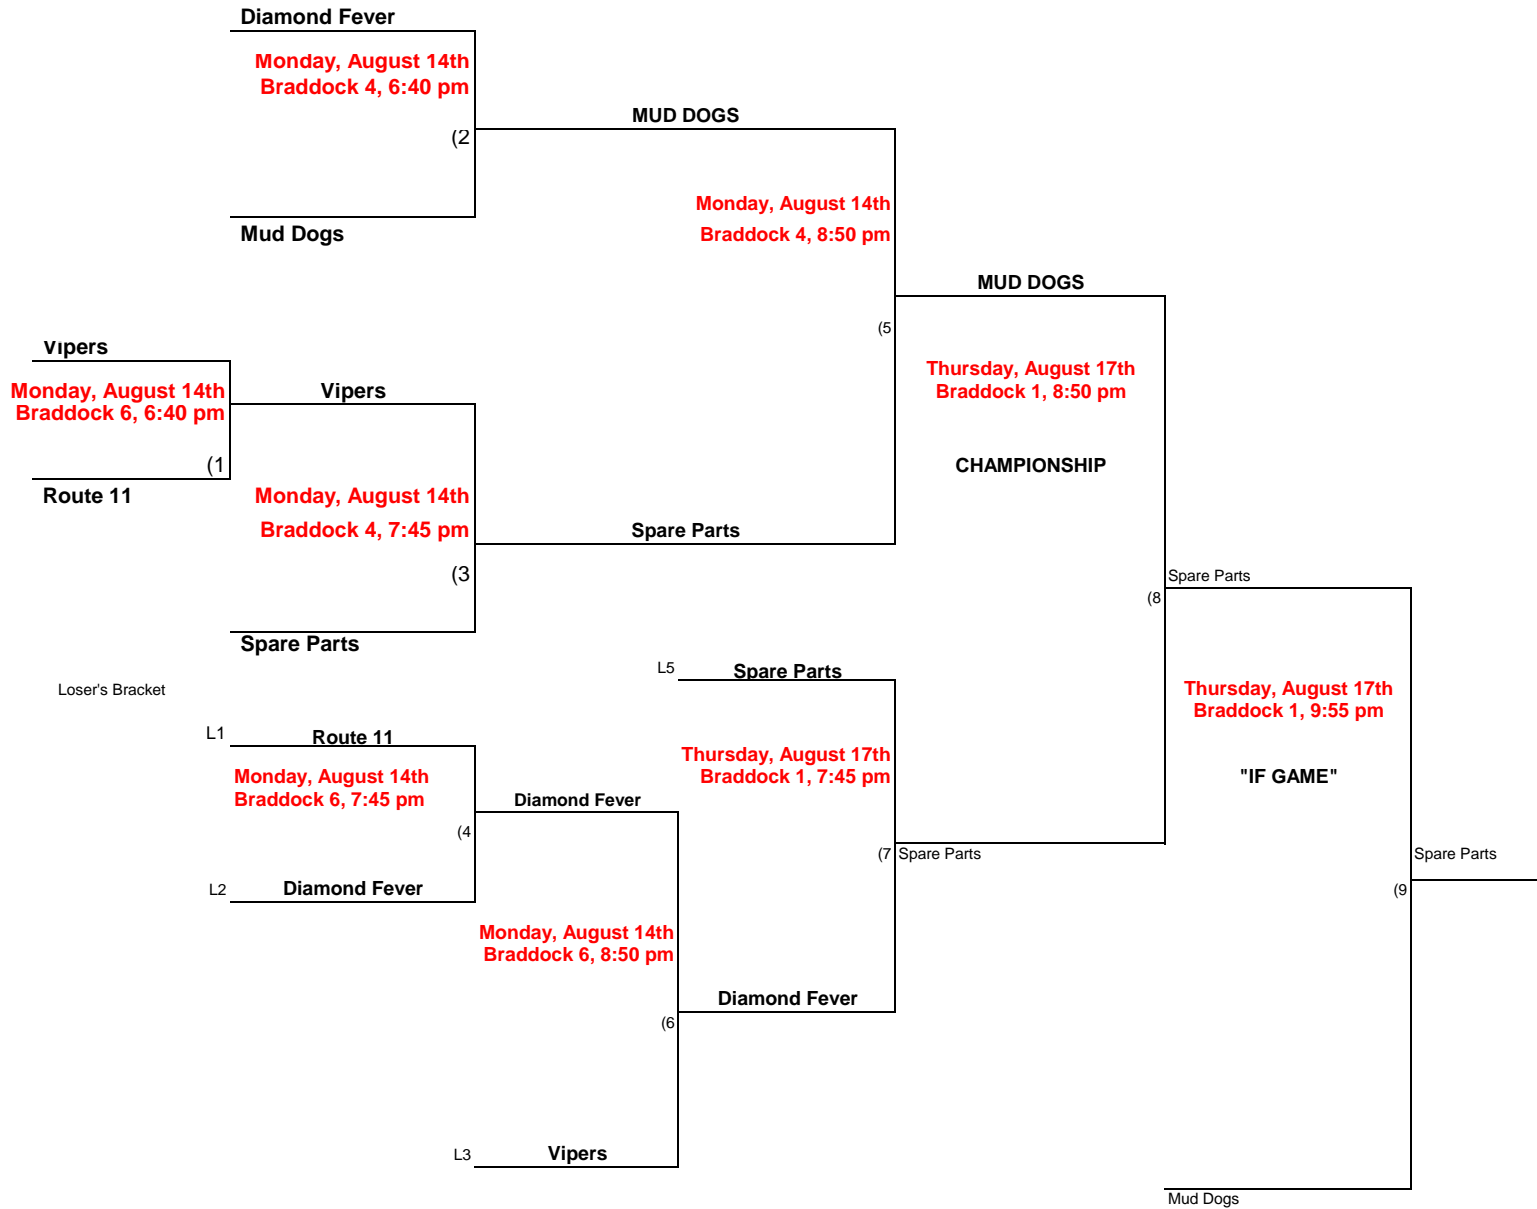 Diamond Fever
Monday, August 14th
Braddock 4, 6:40 pm
(2
MUD DOGS
Mud Dogs
Monday, August 14th
Braddock 4, 8:50 pm
MUD DOGS
(5
Vipers
Monday, August 14th
Braddock 6, 6:40 pm
(1
Route 11
Vipers
Monday, August 14th
Braddock 4, 7:45 pm
(3
Spare Parts
Spare Parts
Thursday, August 17th
Braddock 1, 8:50 pm
CHAMPIONSHIP
(8
Spare Parts
Loser's Bracket
L1
Route 11
Monday, August 14th
Braddock 6, 7:45 pm
(4
L2
Diamond Fever
Diamond Fever
Monday, August 14th
Braddock 6, 8:50 pm
(6
L3
Vipers
L5
Spare Parts
Thursday, August 17th
Braddock 1, 7:45 pm
(7
Spare Parts
Diamond Fever
Thursday, August 17th
Braddock 1, 9:55 pm
"IF GAME"
(9
Spare Parts
Mud Dogs